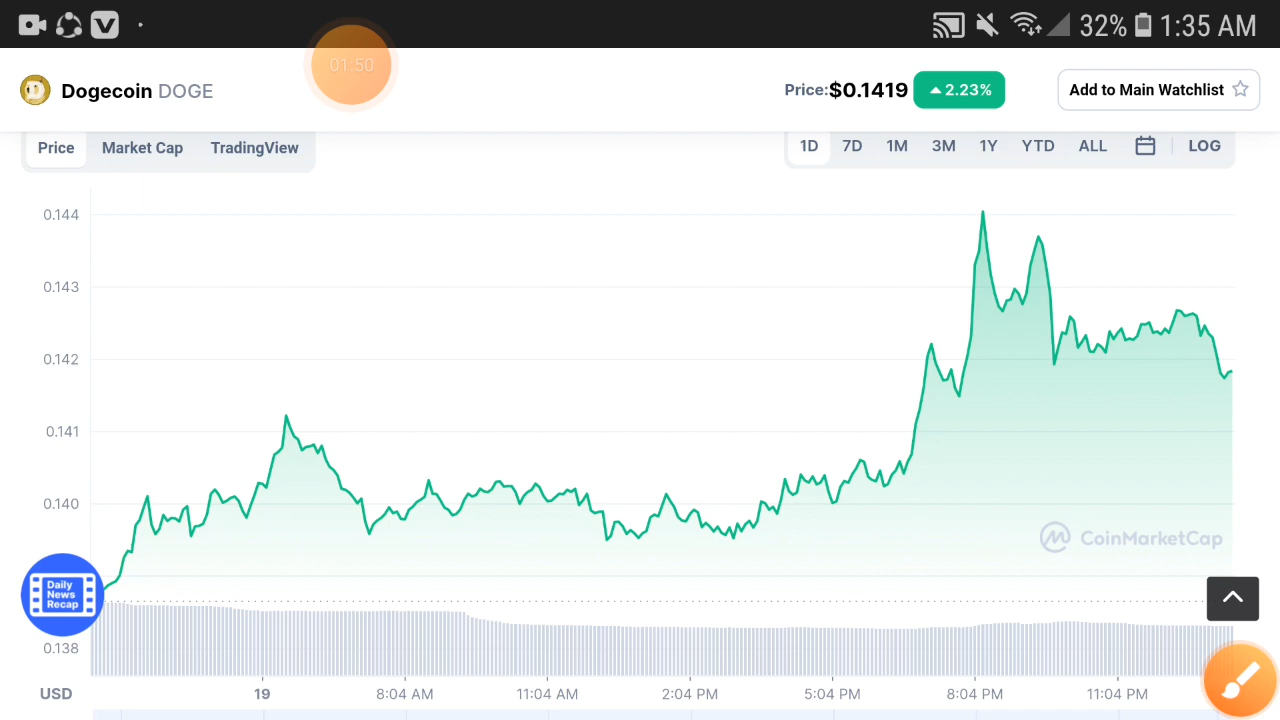 32% 1:35 AM
01:50
Dogecoin DOGE
Price:$0.1419 2.23%
Add to Main Watchlist
Price Market Cap TradingView
1D 7D 1M 3M 1Y YTD ALL LOG
0.144
0.143
0.142
0.141
0.140
0.138
CoinMarketCap
Daily
News
Recap
USD 19 8:04 AM 11:04 AM 2:04 PM 5:04 PM 8:04 PM 11:04 PM